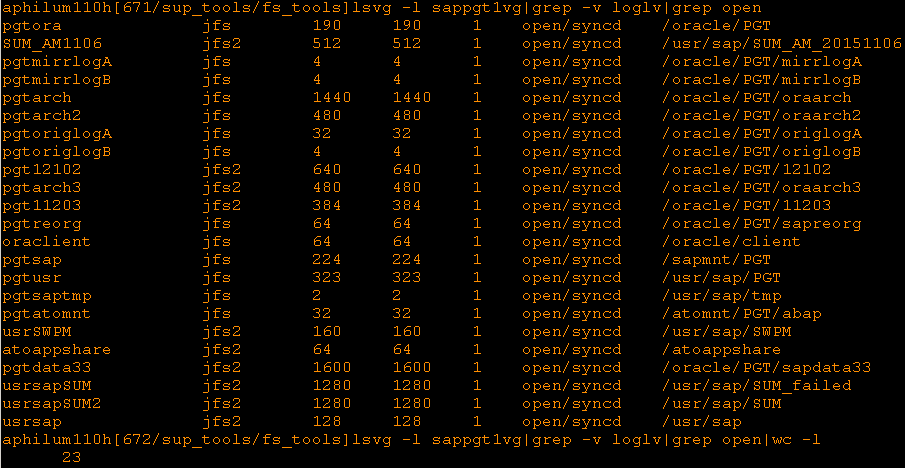 aphilum110h[671/sup_tools/fs_tools]lsvg -l sappgt1vg|grep -v loglv|grep open
pgtora jfs 190 190 1 open/syncd /oracle/PGT
SUM_AM1106 jfs2 512 512 1 open/syncd /usr/sap/SUM_AM_20151106
pgtmirrlogA jfs 4 4 1 open/syncd /oracle/PGT/mirrlogA
pgtmirrlogB jfs 4 4 1 open/syncd /oracle/PGT/mirrlogB
pgtarch jfs 1440 1440 1 open/syncd /oracle/PGT/oraarch
pgtarch2 jfs 480 480 1 open/syncd /oracle/PGT/oraarch2
pgtoriglogA jfs 32 32 1 open/syncd /oracle/PGT/origlogA
pgtoriglogB jfs 4 4 1 open/syncd /oracle/PGT/origlogB
pgt12102 jfs2 640 640 1 open/syncd /oracle/PGT/12102
pgtarch3 jfs2 480 480 1 open/syncd /oracle/PGT/oraarch3
pgt11203 jfs2 384 384 1 open/syncd /oracle/PGT/11203
pgtreorg jfs 64 64 1 open/syncd /oracle/PGT/sapreorg
oraclient jfs 64 64 1 open/syncd /oracle/client
pgtsap jfs 224 224 1 open/syncd /sapmnt/PGT
pgtusr jfs 323 323 1 open/syncd /usr/sap/PGT
pgtsaptmp jfs 2 2 1 open/syncd /usr/sap/tmp
pgtatomnt jfs 32 32 1 open/syncd /atomnt/PGT/abap
usrSWPM jfs2 160 160 1 open/syncd /usr/sap/SWPM
atoappshare jfs2 64 64 1 open/syncd /atoappshare
pgtdata33 jfs2 1600 1600 1 open/syncd /oracle/PGT/sapdata33
usrsapSUM jfs2 1280 1280 1 open/syncd /usr/sap/SUM_failed
usrsapSUM2 jfs2 1280 1280 1 open/syncd /usr/sap/SUM
usrsap jfs2 128 128 1 open/syncd /usr/sap
aphilum110h[672/sup_tools/fs_tools]lsvg -l sappgt1vg|grep -v loglv|grep open|wc -l
23